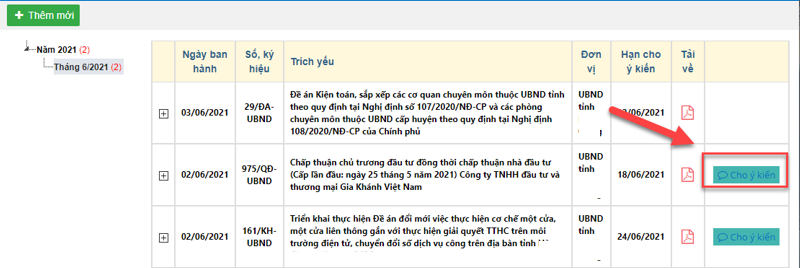 Thêm mới
Năm 2021 (2)
Tháng 6/2021 (2)
Ngày ban hành
Số, ký hiệu
Trích yếu
Đơn vị
Hạn cho ý kiến
Tải về
03/06/2021
29/ĐA-UBND
Đề án Kiện toàn, sắp xếp các cơ quan chuyên môn thuộc UBND tỉnh
theo quy định tại Nghị định số 107/2020/NĐ-CP và các phòng
chuyên môn thuộc UBND cấp huyện theo quy định tại Nghị định
108/2020/NĐ-CP của Chính phủ
UBND tỉnh
/06/2021
02/06/2021
975/QĐ-UBND
Chấp thuận chủ trương đầu tư đồng thời chấp thuận nhà đầu tư
(Cấp lần đầu: ngày 25 tháng 5 năm 2021) Công ty TNHH đầu tư và
thương mại Gia Khánh Việt Nam
UBND tỉnh
18/06/2021
Cho ý kiến
02/06/2021
161/KH-UBND
Triển khai thực hiện Đề án đổi mới việc thực hiện cơ chế một cửa,
một cửa liên thông gắn với thực hiện giải quyết TTHC trên môi
trường điện tử, chuyển đổi số dịch vụ công trên địa bàn tỉnh
UBND tỉnh
24/06/2021
Cho ý kiến